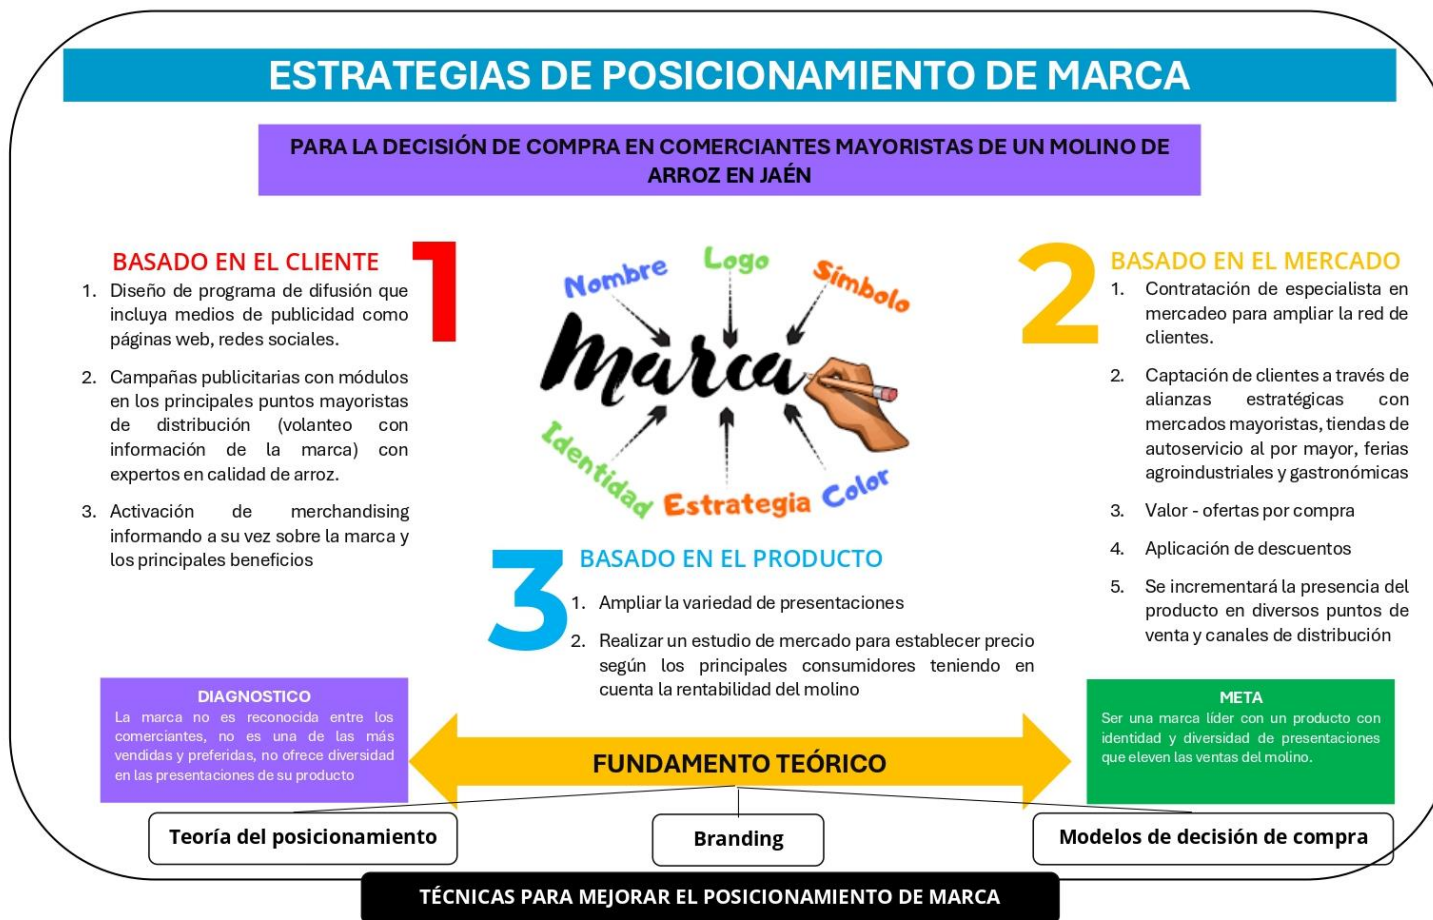 ESTRATEGIAS DE POSICIONAMIENTO DE MARCA
PARA LA DECISIÓN DE COMPRA EN COMERCIANTES MAYORISTAS DE UN MOLINO DE
ARROZ EN JAÉN
BASADO EN EL CLIENTE
1
1. Diseño de programa de difusión que
incluya medios de publicidad como
páginas web, redes sociales.
2. Campañas publicitarias con módulos
en los principales puntos mayoristas
de distribución (volanteo con
información de la marca) con
expertos en calidad de arroz.
3. Activación de merchandising
informando a su vez sobre la marca y
los principales beneficios
Nombre
Logo
Símbolo
Marca
Identidad
Estrategia
Color
2
BASADO EN EL MERCADO
1. Contratación de especialista en
mercadeo para ampliar la red de
clientes.
2. Captación de clientes a través de
alianzas estratégicas con
mercados mayoristas, tiendas de
autoservicio al por mayor, ferias
agroindustriales y gastronómicas
3. Valor - ofertas por compra
4. Aplicación de descuentos
5. Se incrementará la presencia del
producto en diversos puntos de
venta y canales de distribución
3
BASADO EN EL PRODUCTO
1. Ampliar la variedad de presentaciones
2. Realizar un estudio de mercado para establecer precio
según los principales consumidores teniendo en
cuenta la rentabilidad del molino
DIAGNOSTICO
La marca no es reconocida entre los
comerciantes, no es una de las más
vendidas y preferidas, no ofrece diversidad
en las presentaciones de su producto
FUNDAMENTO TEÓRICO
META
Ser una marca líder con un producto con
identidad y diversidad de presentaciones
que eleven las ventas del molino.
Teoría del posicionamiento
Branding
Modelos de decisión de compra
TÉCNICAS PARA MEJORAR EL POSICIONAMIENTO DE MARCA